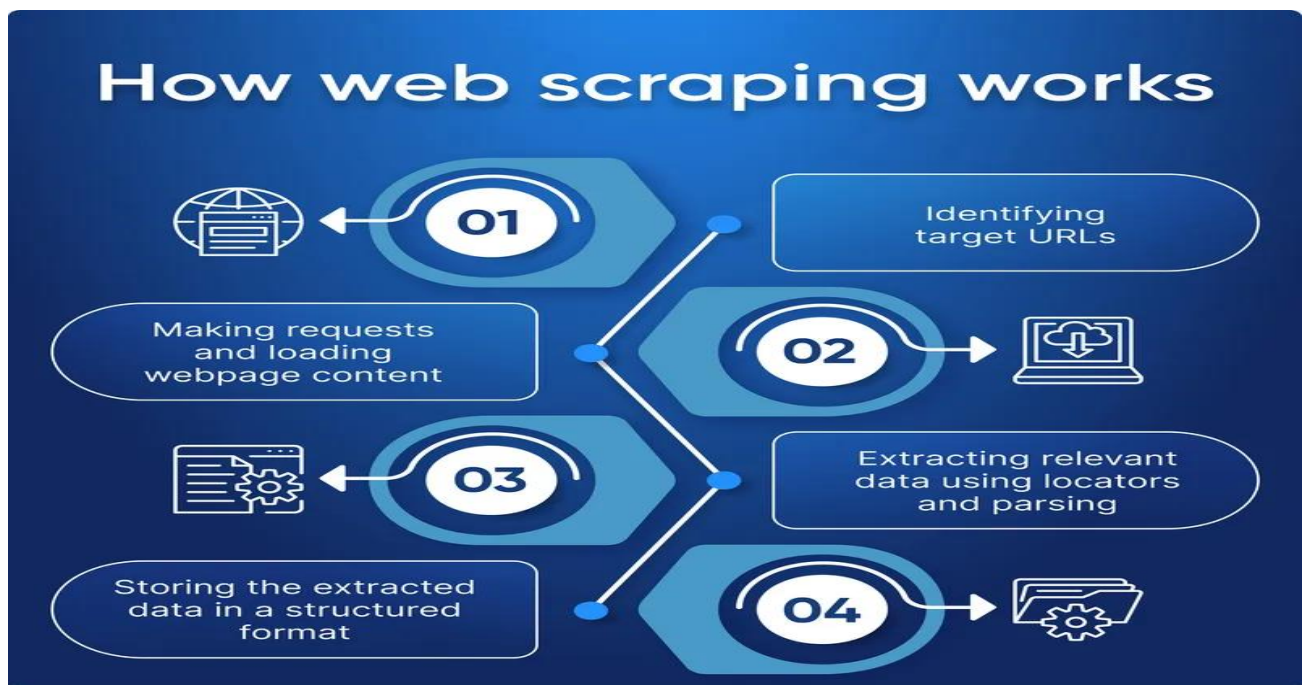 How web scraping works
01
Identifying
target URLs
Making requests
and loading
webpage content
02
03
Extracting relevant
data using locators
and parsing
Storing the extracted
data in a structured
format
04